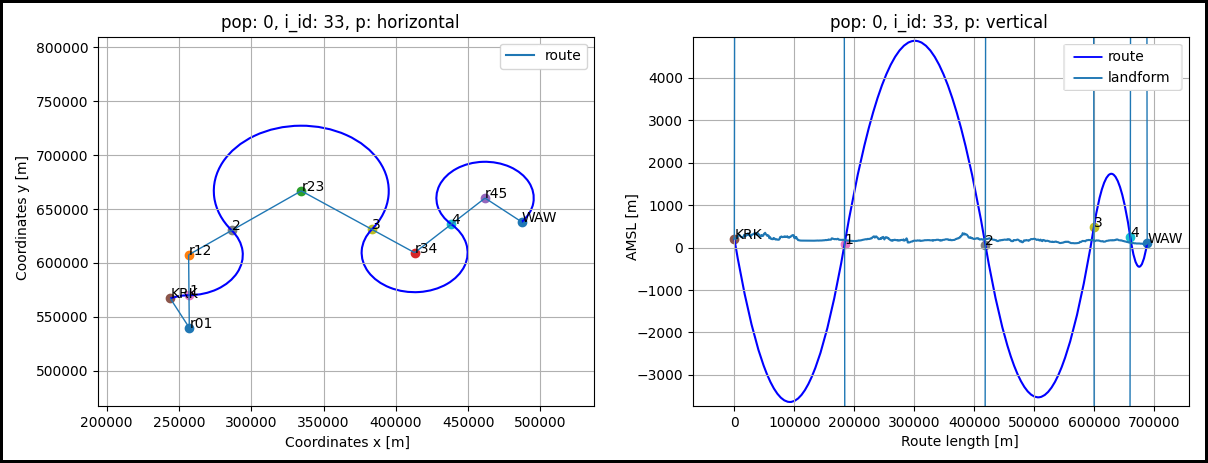 pop: 0, i_id: 33, p: horizontal
800000
750000
700000
650000
600000
550000
500000
Coordinates y [m]
200000 250000 300000 350000 400000 450000 500000
Coordinates x [m]
route
r23
r45
2
3
4
WAW
r12
r34
KRK
1
r01
pop: 0, i_id: 33, p: vertical
4000
3000
2000
1000
0
−1000
−2000
−3000
AMSL [m]
0 100000 200000 300000 400000 500000 600000 700000
Route length [m]
route
landform
KRK
1
2
3
4
WAW